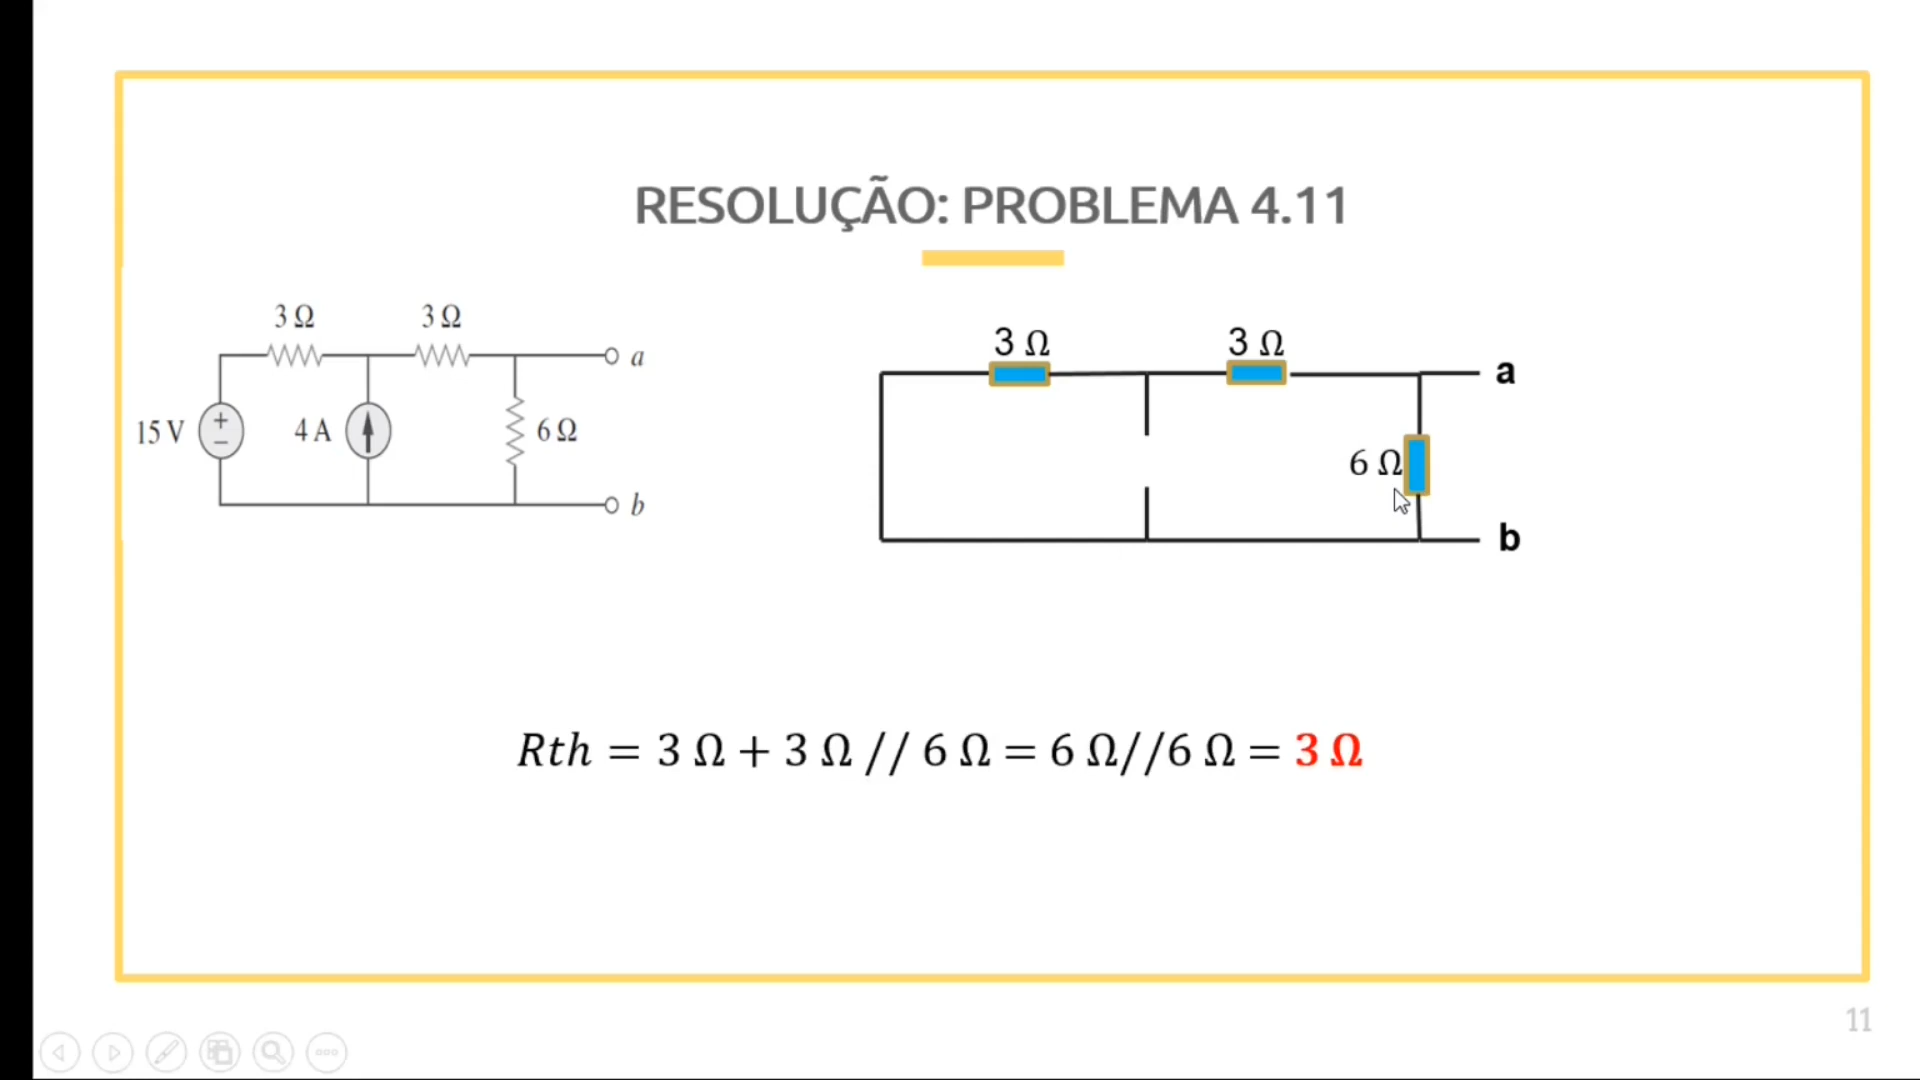 RESOLUÇÃO: PROBLEMA 4.11
3 Ω 3 Ω
15 V + − 4 A 6 Ω
a
b
3 Ω 3 Ω
6 Ω
a
b
Rth = 3 Ω + 3 Ω // 6 Ω = 6 Ω//6 Ω = 3 Ω
11